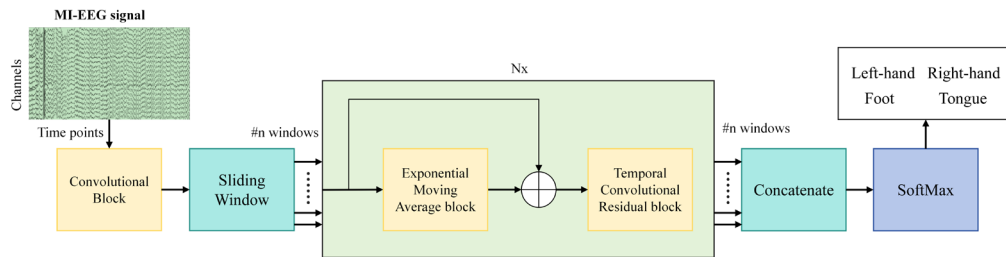 MI-EEG signal
Channels
Time points
Convolutional
Block
Sliding
Window
#n windows
Nx
Exponential
Moving
Average block
Temporal
Convolutional
Residual block
#n windows
Concatenate
SoftMax
Left-hand Right-hand
Foot Tongue